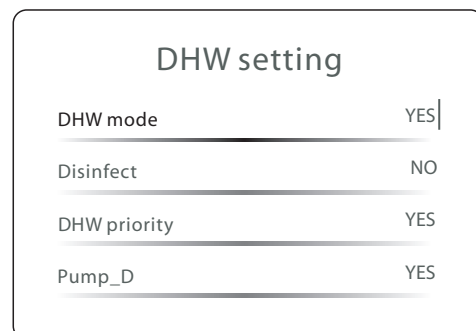 DHW setting
DHW mode YES
Disinfect NO
DHW priority YES
Pump_D YES